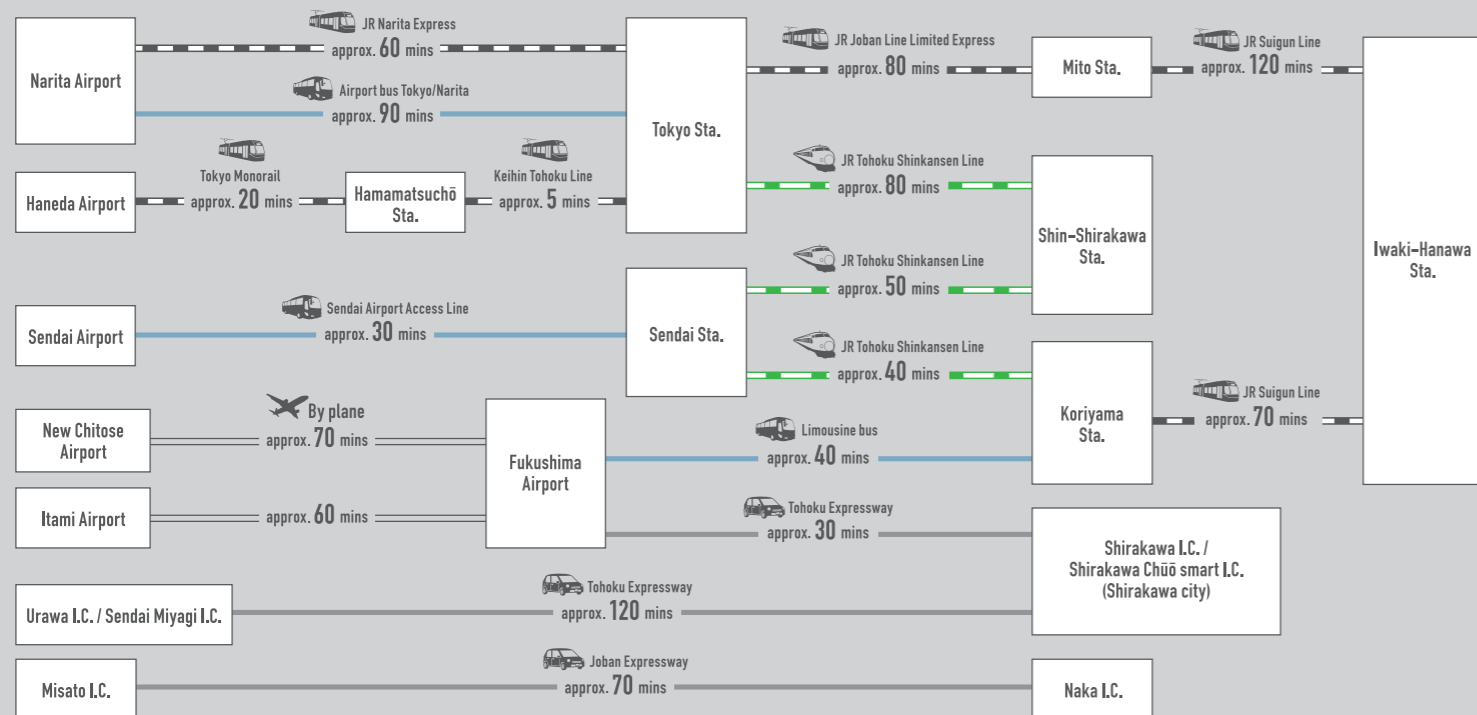 Narita Airport
JR Narita Express
approx. 60 mins
Airport bus Tokyo/Narita
approx. 90 mins
Haneda Airport
Tokyo Monorail
approx. 20 mins
Hamamatsuchō
Sta.
Keihin Tohoku Line
approx. 5 mins
Tokyo Sta.
JR Joban Line Limited Express
approx. 80 mins
Mito Sta.
JR Suigun Line
approx. 120 mins
JR Tohoku Shinkansen Line
approx. 80 mins
Shin-Shirakawa
Sta.
Iwaki-Hanawa
Sta.
Sendai Airport
Sendai Airport Access Line
approx. 30 mins
Sendai Sta.
JR Tohoku Shinkansen Line
approx. 50 mins
JR Tohoku Shinkansen Line
approx. 40 mins
Koriyama
Sta.
JR Suigun Line
approx. 70 mins
New Chitose
Airport
By plane
approx. 70 mins
Itami Airport
approx. 60 mins
Fukushima
Airport
Limousine bus
approx. 40 mins
Tohoku Expressway
approx. 30 mins
Shirakawa I.C. /
Shirakawa Chūō smart I.C.
(Shirakawa city)
Urawa I.C. / Sendai Miyagi I.C.
Tohoku Expressway
approx. 120 mins
Misato I.C.
Joban Expressway
approx. 70 mins
Naka I.C.